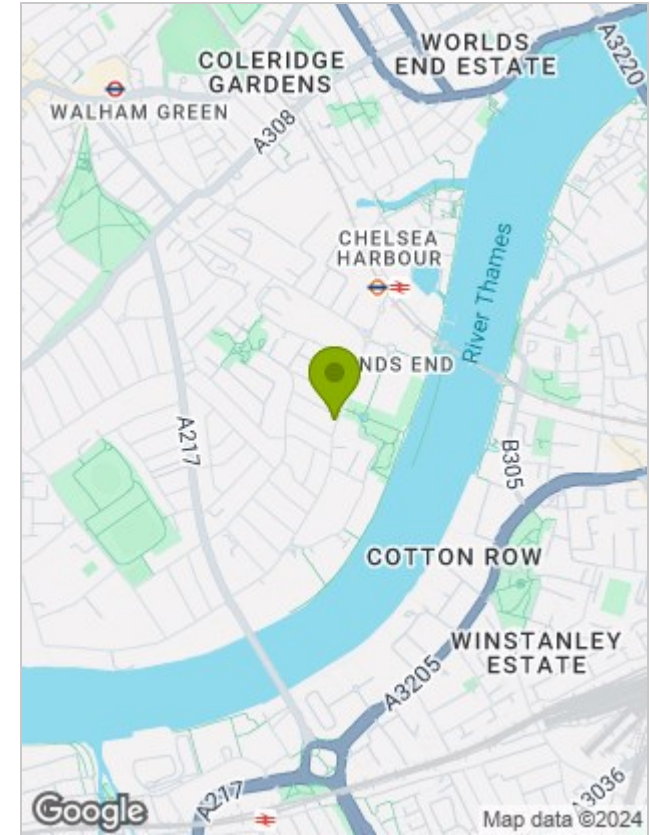 WORLDS
END ESTATE
A3220
COLERIDGE
GARDENS
WALHAM GREEN
A308
CHELSEA
HARBOUR
River Thames
NDS END
A217
B305
COTTON ROW
WINSTANLEY
ESTATE
A3205
A217
A3036
Google
Map data ©2024